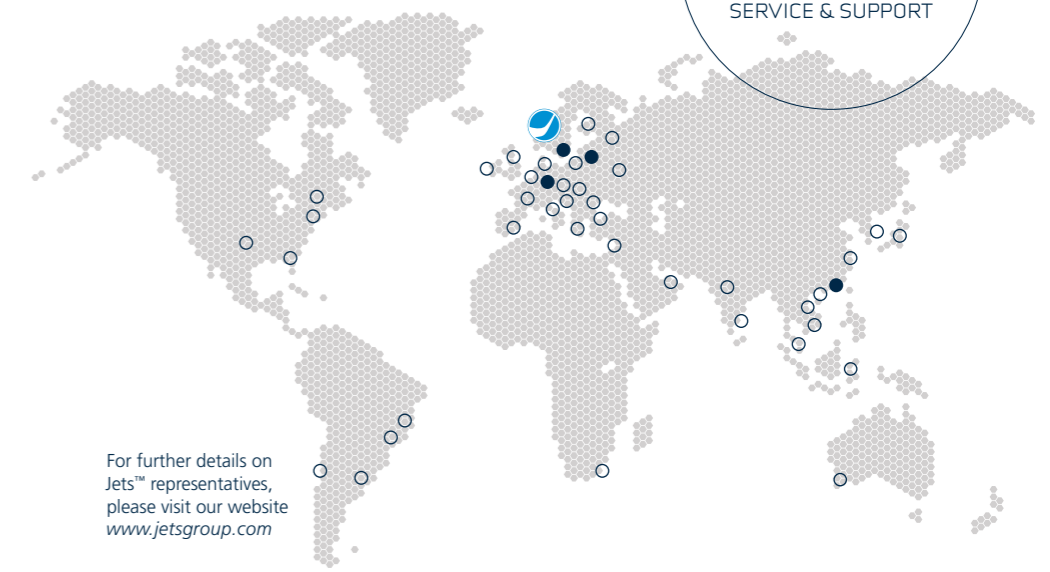 SERVICE & SUPPORT
For further details on
Jets™ representatives,
please visit our website
www.jetsgroup.com